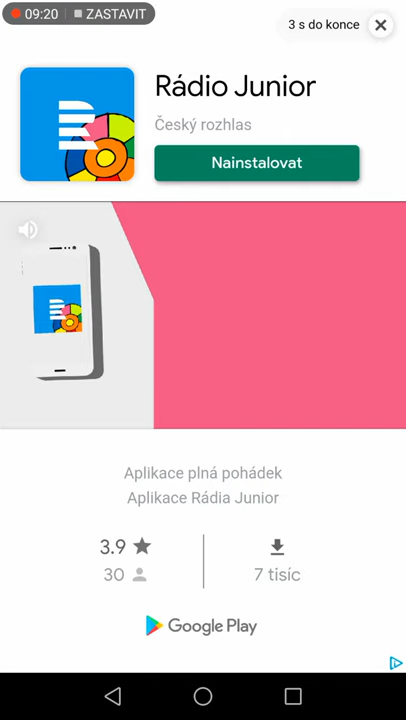 09:20 ZASTAVIT
3 s do konce
Rádio Junior
Český rozhlas
Nainstalovat
Aplikace plná pohádek
Aplikace Rádia Junior
3.9
30
7 tisíc
Google Play